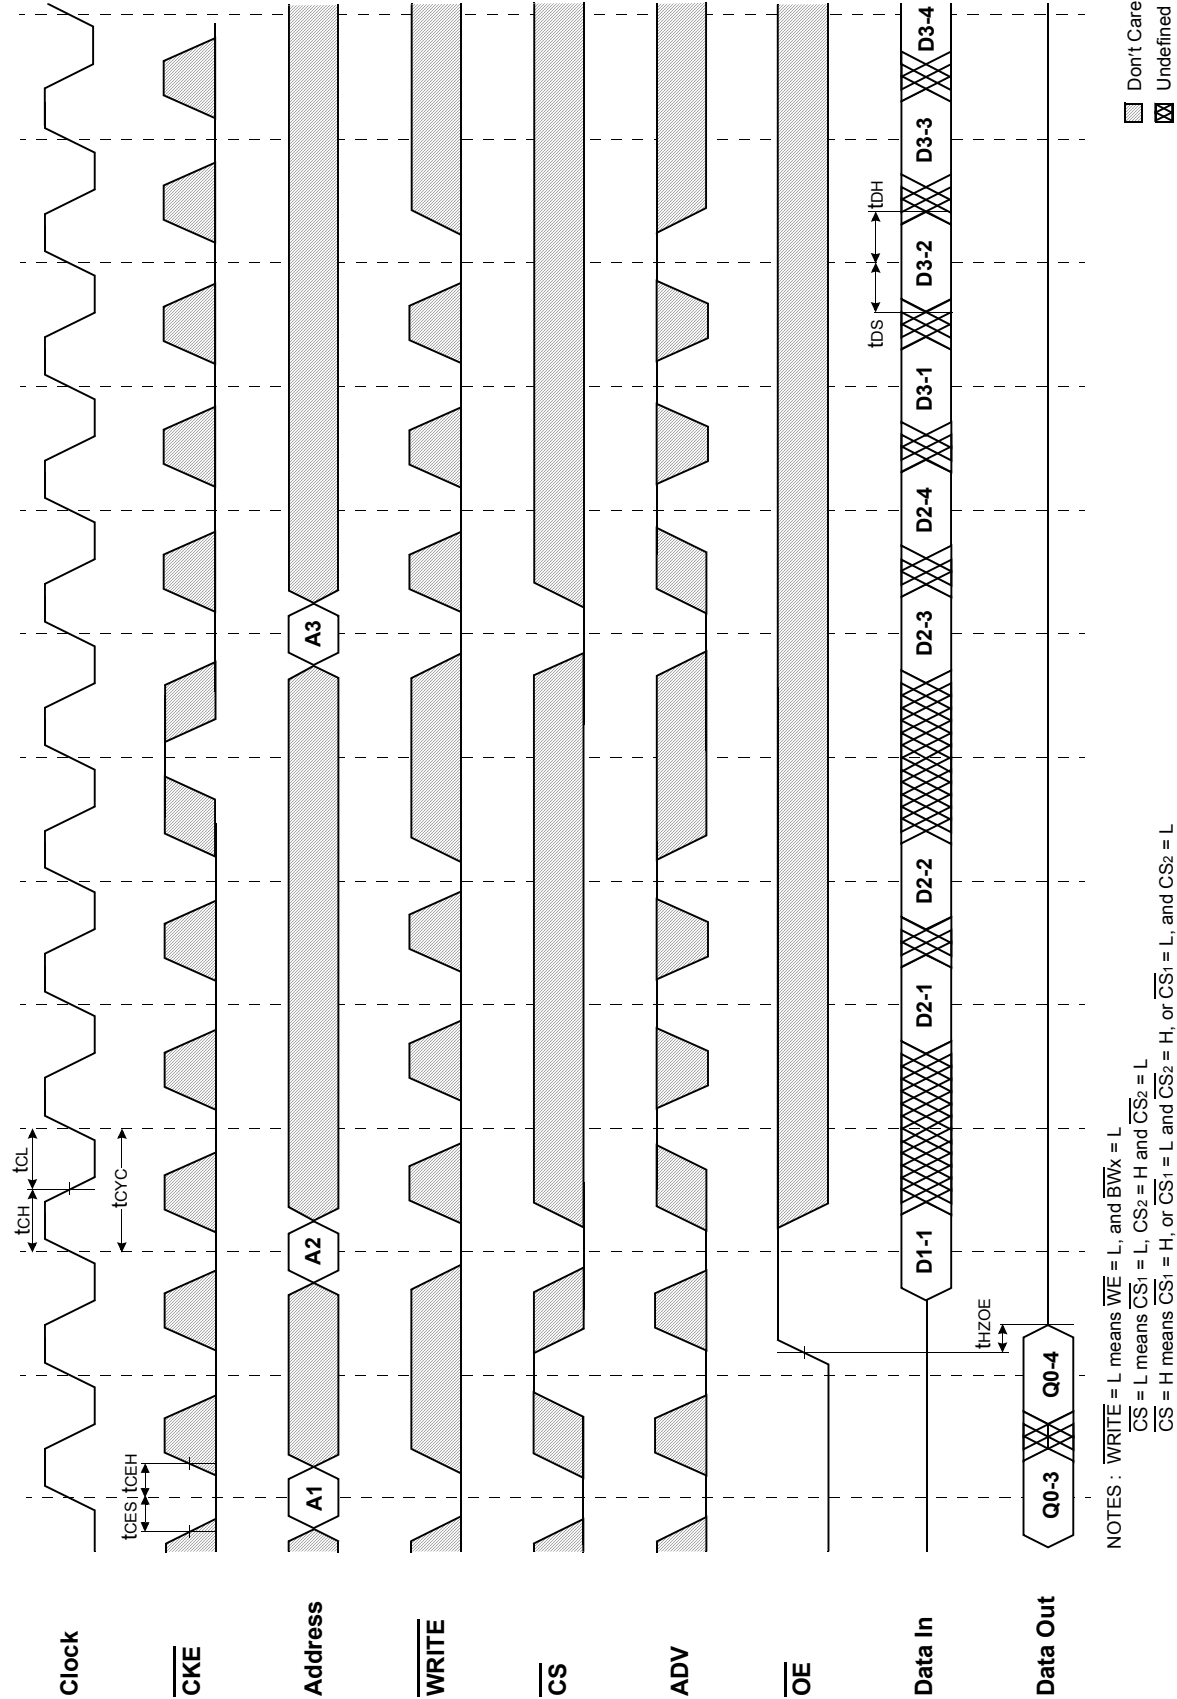 Clock
tCH
tCL
tCYC
CKE
tCES
tCEH
Address
A1
A2
A3
WRITE
CS
ADV
OE
Data In
D1-1
D2-1
D2-2
D2-3
D2-4
D3-1
D3-2
D3-3
D3-4
tDS
tDH
tHZOE
Data Out
Q0-3
Q0-4
NOTES : WRITE = L means WE = L, and BWx = L
CS = L means CS1 = L, CS2 = H and CS2 = L
CS = H means CS1 = H, or CS1 = L and CS2 = H, or CS1 = L, and CS2 = L
Don't Care
Undefined